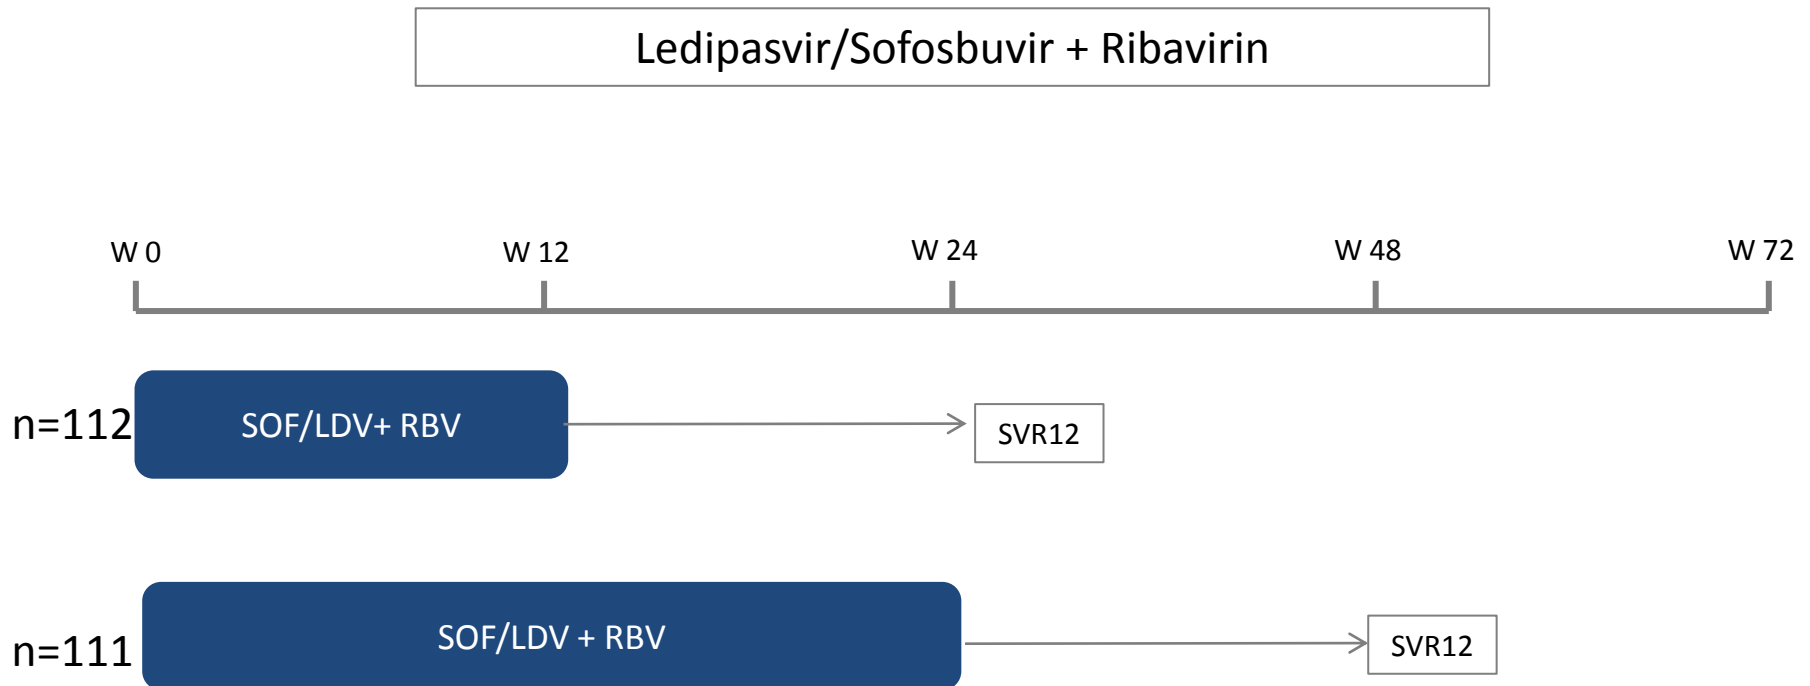 Ledipasvir/Sofosbuvir + Ribavirin
W 0 W 12 W 24 W 48 W 72
n=112 SOF/LDV+ RBV SVR12
n=111 SOF/LDV + RBV SVR12